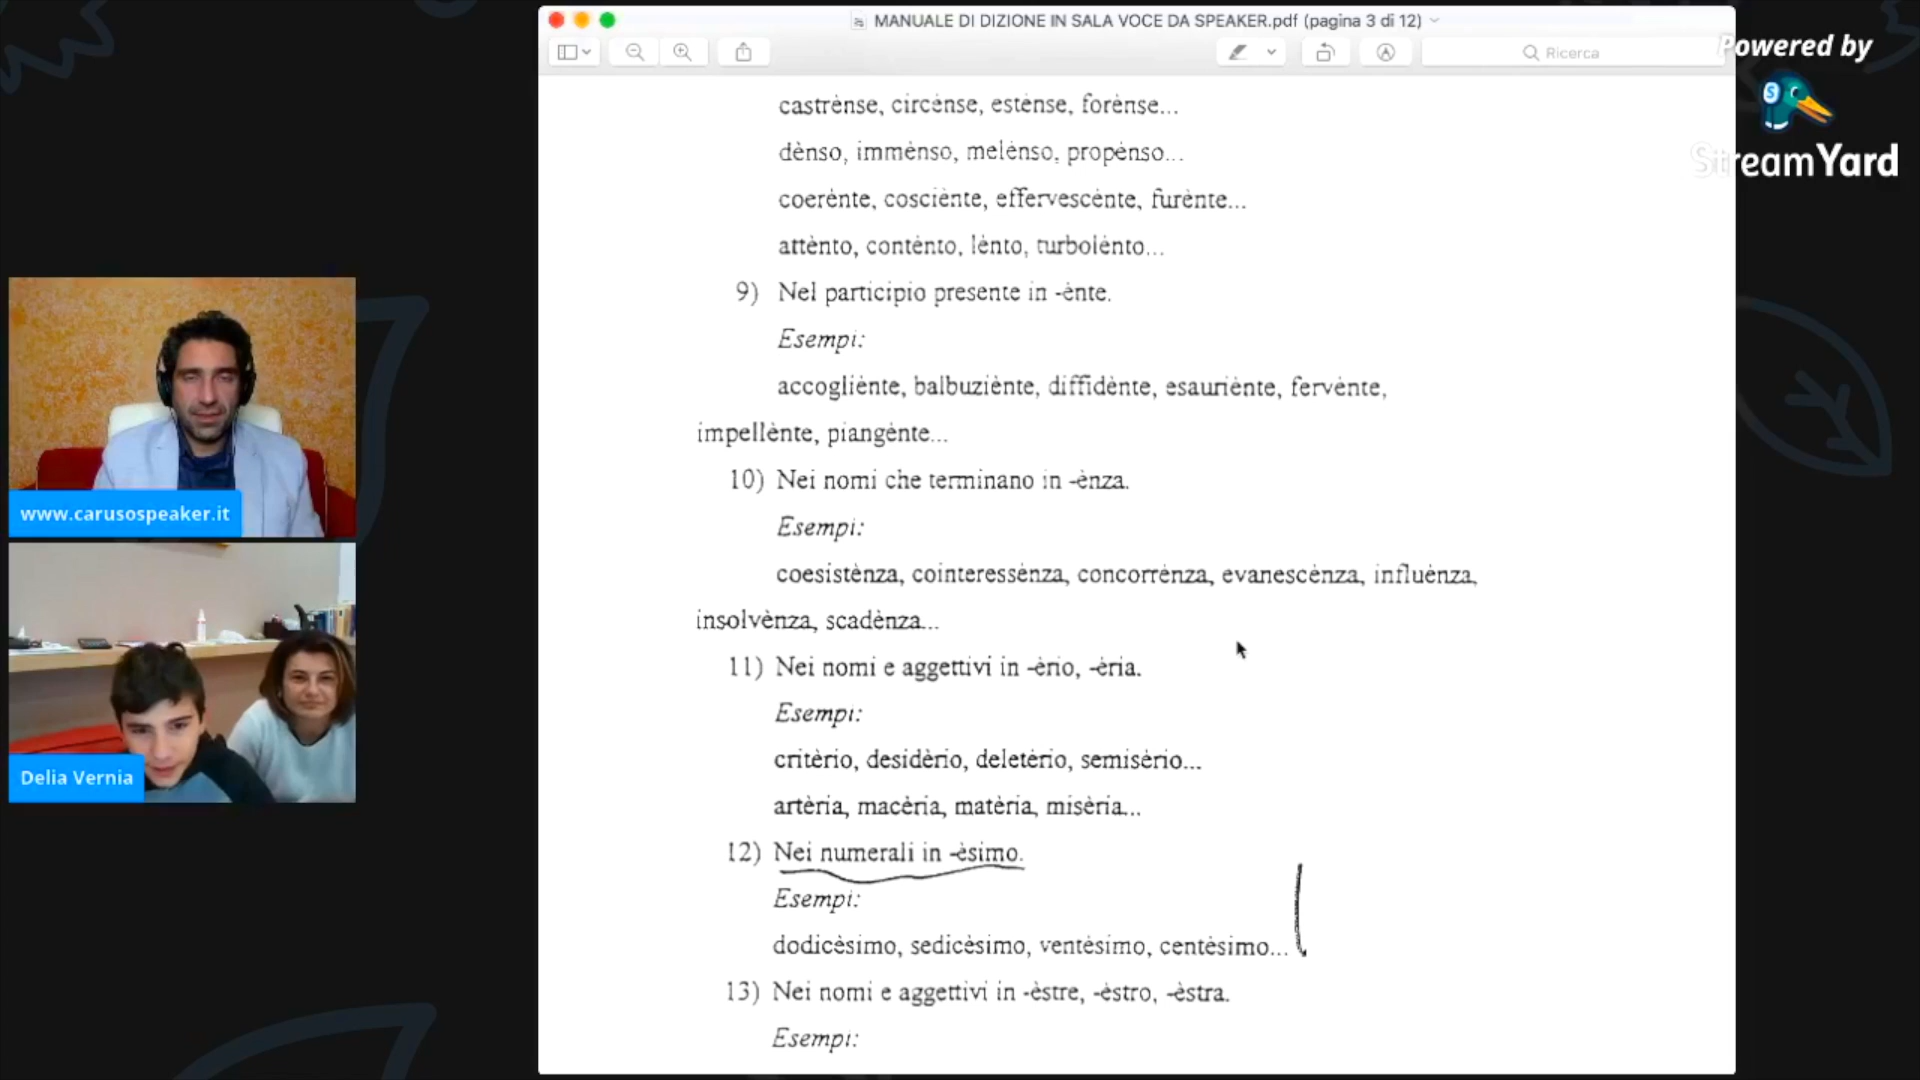 MANUALE DI DIZIONE IN SALA VOCE DA SPEAKER.pdf (pagina 3 di 12)
Ricerca
Powered by
StreamYard
castrènse, circènse, estènse, forènse...
dènso, immènso, melènso, propènso...
coerènte, cosciènte, effervescènte, furènte...
attènto, contènto, lènto, turbolènto...
9) Nel participio presente in -ènte.
Esempi:
accogliènte, balbuziènte, diffidènte, esauriènte, fervènte,
impellènte, piangènte...
10) Nei nomi che terminano in -ènza.
Esempi:
coesistènza, cointeressènza, concorrènza, evanescènza, influènza,
insolvènza, scadènza...
11) Nei nomi e aggettivi in -èrio, -èria.
Esempi:
critèrio, desidèrio, deletèrio, semisèrio...
artèria, macèria, matèria, misèria...
12) Nei numerali in -èsimo.
Esempi:
dodicèsimo, sedicèsimo, ventèsimo, centèsimo...
13) Nei nomi e aggettivi in -èstre, -èstro, -èstra.
Esempi:
www.carusospeaker.it
Delia Vernia